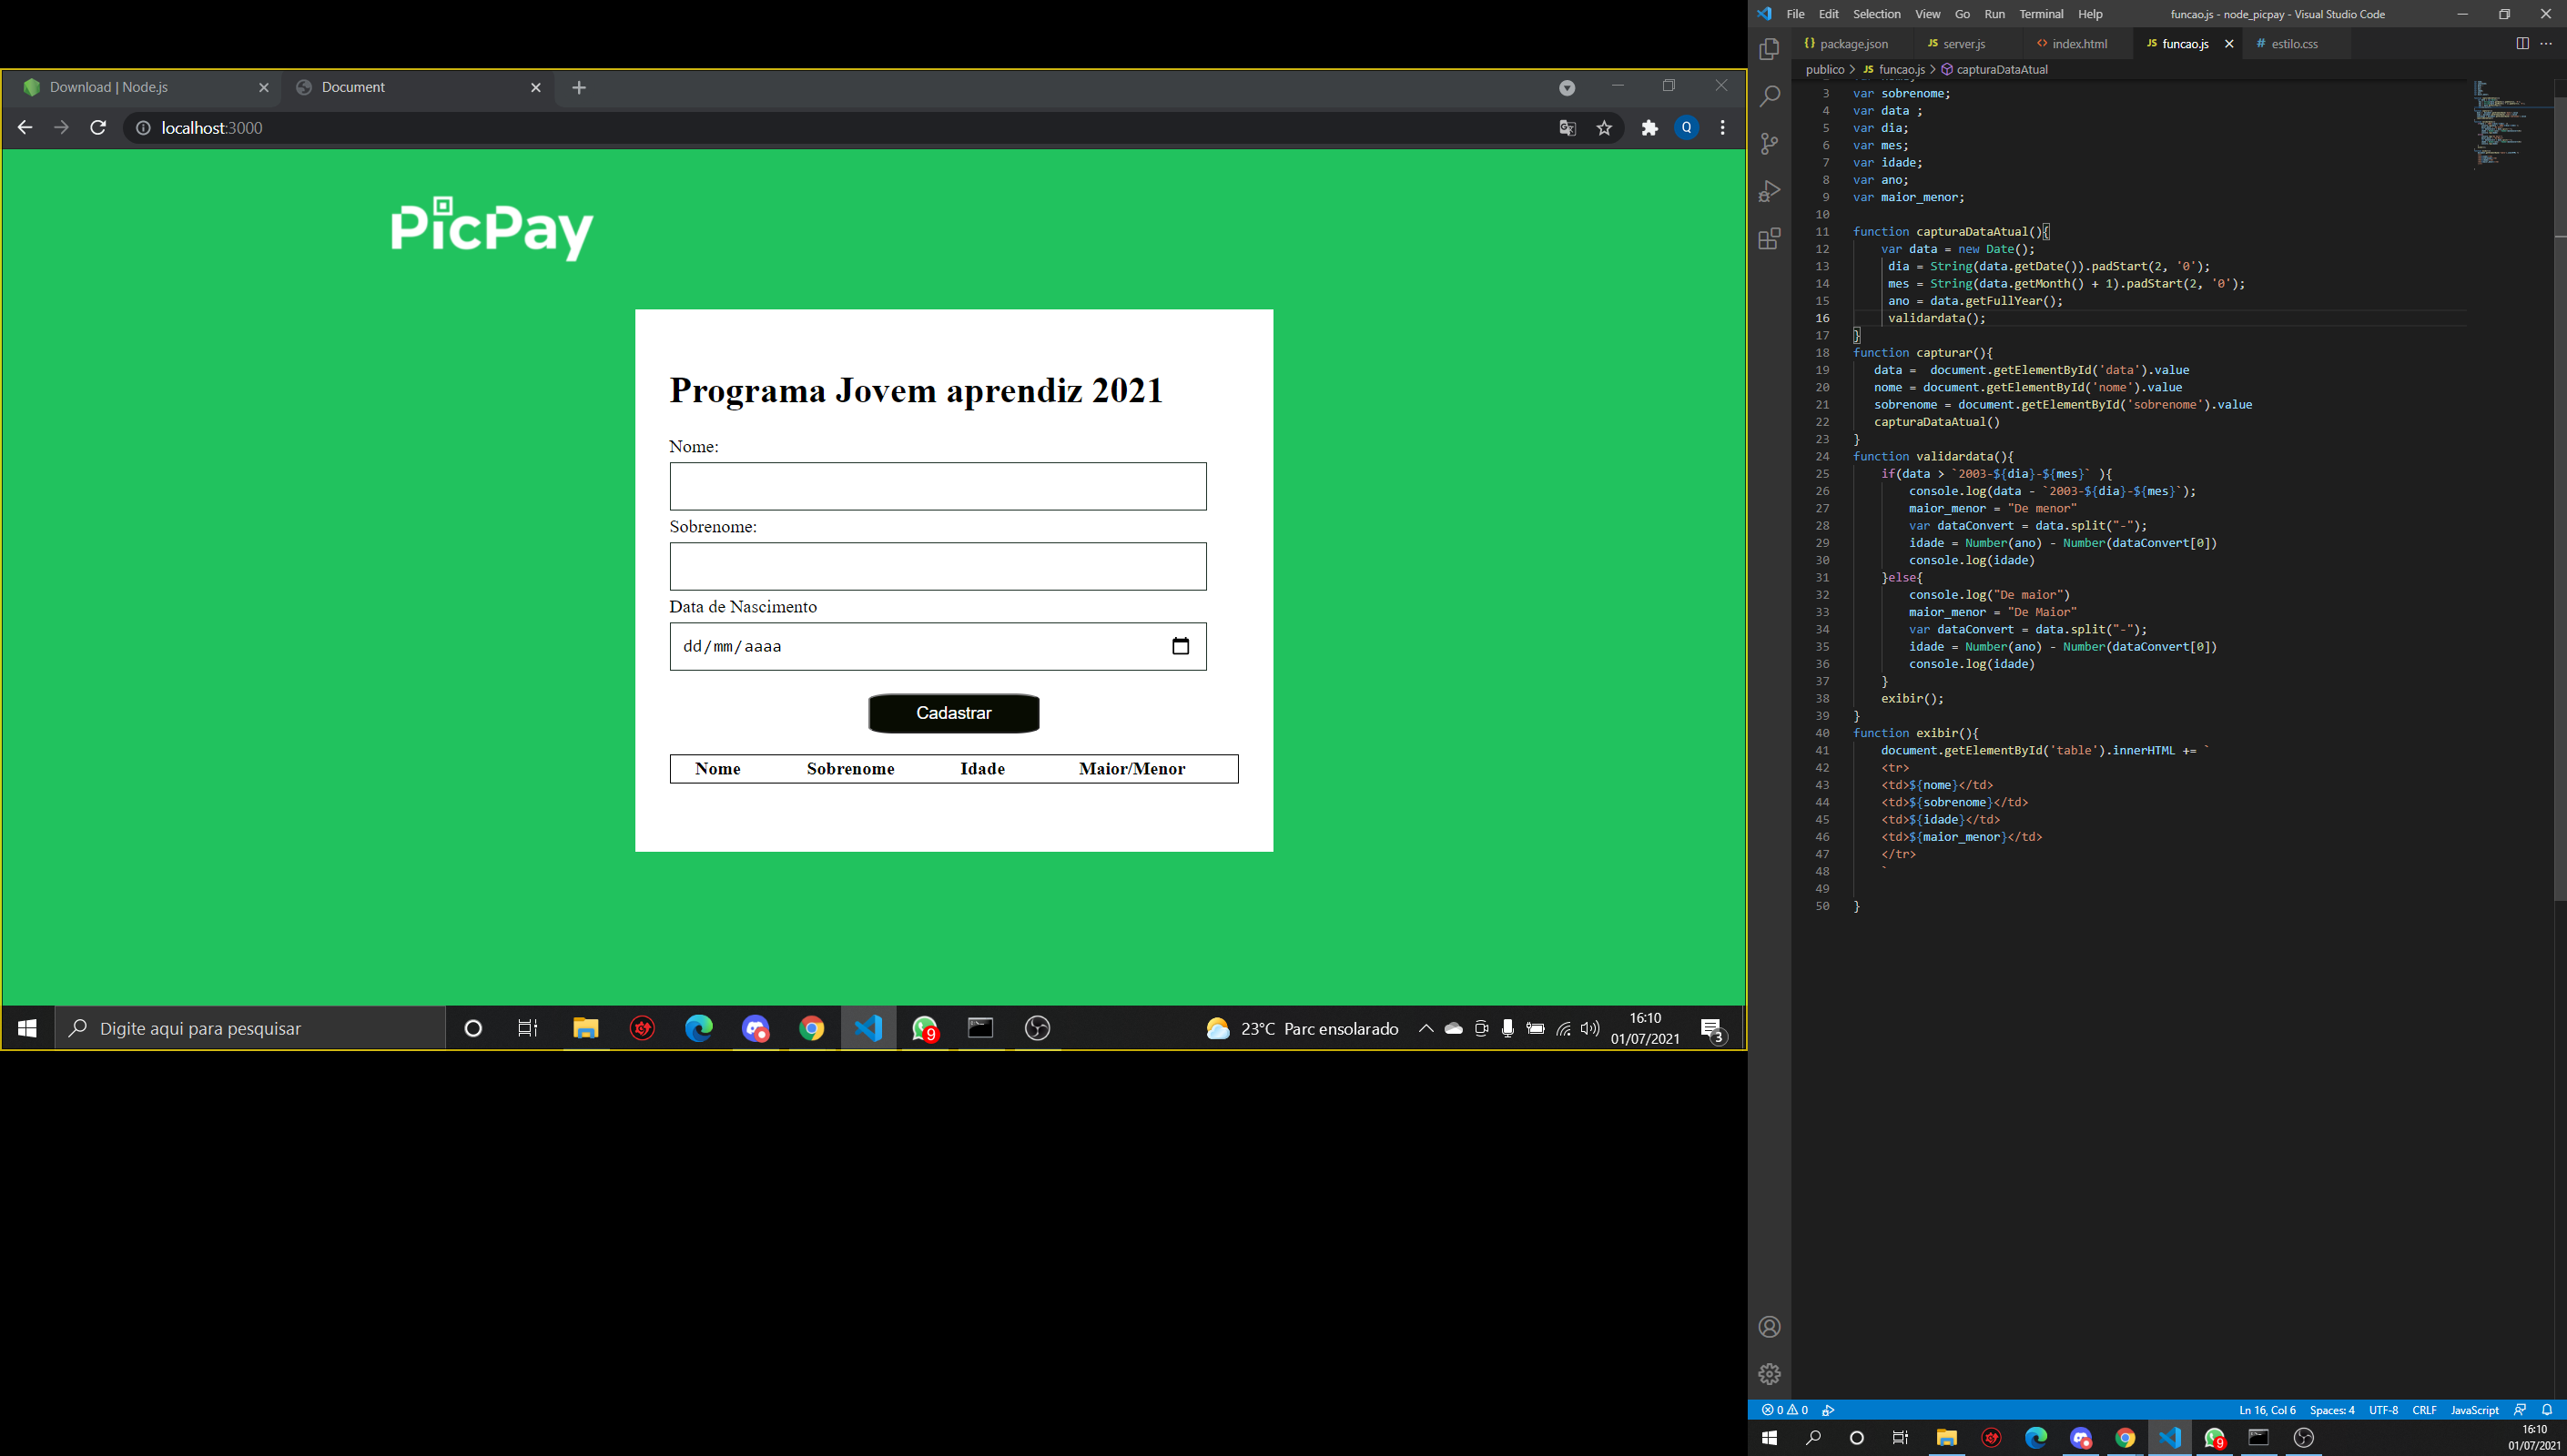 Download | Node.js
Document
localhost:3000
Q
PicPay
Programa Jovem aprendiz 2021
Nome:
Sobrenome:
Data de Nascimento
dd/mm/aaaa
Cadastrar
Nome Sobrenome Idade Maior/Menor
Digite aqui para pesquisar
9
23°C Parc ensolarado
16:10
01/07/2021
3
File Edit Selection View Go Run Terminal Help
funcao.js - node_picpay - Visual Studio Code
{} package.json
JS server.js
<> index.html
JS funcao.js
# estilo.css
publico > JS funcao.js > capturaDataAtual
3 var sobrenome;
4 var data ;
5 var dia;
6 var mes;
7 var idade;
8 var ano;
9 var maior_menor;
10
11 function capturaDataAtual(){
12 var data = new Date();
13 dia = String(data.getDate()).padStart(2, '0');
14 mes = String(data.getMonth() + 1).padStart(2, '0');
15 ano = data.getFullYear();
16 validardata();
17 }
18 function capturar(){
19 data = document.getElementById('data').value
20 nome = document.getElementById('nome').value
21 sobrenome = document.getElementById('sobrenome').value
22 capturaDataAtual()
23 }
24 function validardata(){
25 if(data > `2003-${dia}-${mes}` ){
26 console.log(data - `2003-${dia}-${mes}`);
27 maior_menor = "De menor"
28 var dataConvert = data.split("-");
29 idade = Number(ano) - Number(dataConvert[0])
30 console.log(idade)
31 }else{
32 console.log("De maior")
33 maior_menor = "De Maior"
34 var dataConvert = data.split("-");
35 idade = Number(ano) - Number(dataConvert[0])
36 console.log(idade)
37 }
38 exibir();
39 }
40 function exibir(){
41 document.getElementById('table').innerHTML += `
42 <tr>
43 <td>${nome}</td>
44 <td>${sobrenome}</td>
45 <td>${idade}</td>
46 <td>${maior_menor}</td>
47 </tr>
48 `
49
50 }
0 0
Ln 16, Col 6 Spaces: 4 UTF-8 CRLF JavaScript
9
16:10
01/07/2021